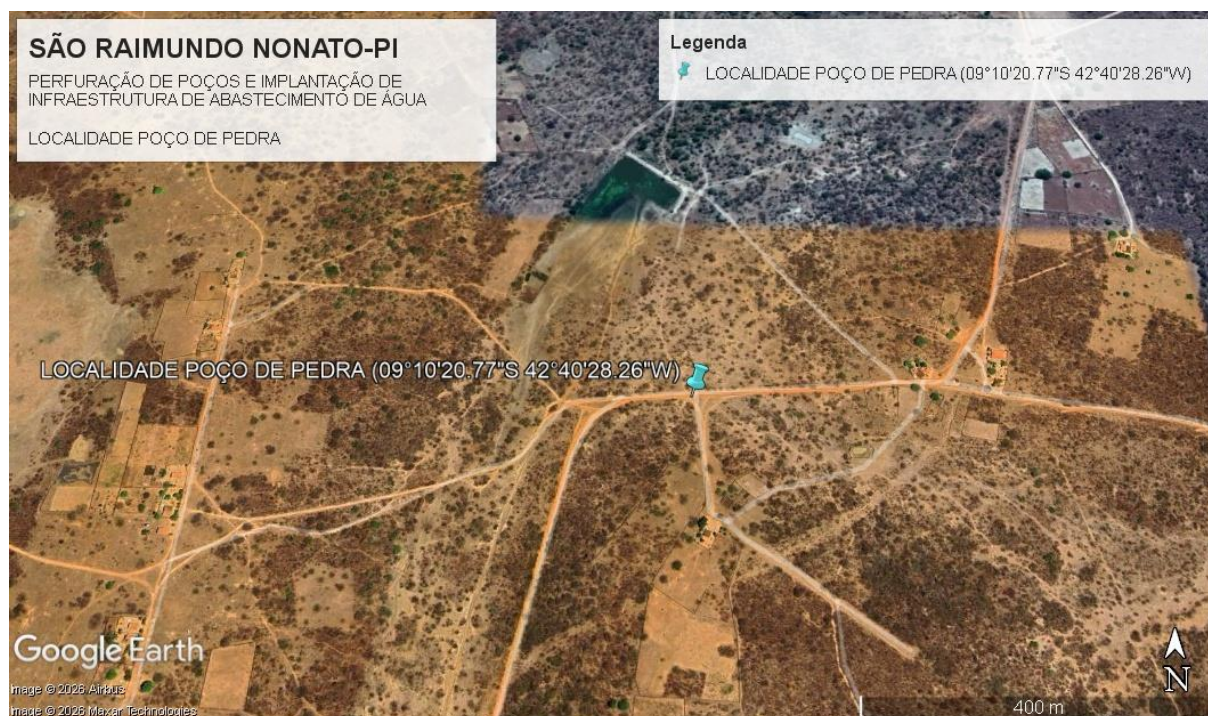 SÃO RAIMUNDO NONATO-PI
PERFURAÇÃO DE POÇOS E IMPLANTAÇÃO DE
INFRAESTRUTURA DE ABASTECIMENTO DE ÁGUA
LOCALIDADE POÇO DE PEDRA
Legenda
LOCALIDADE POÇO DE PEDRA (09°10'20.77"S 42°40'28.26"W)
LOCALIDADE POÇO DE PEDRA (09°10'20.77"S 42°40'28.26"W)
Google Earth
Image © 2026 Airbus
Image © 2026 Maxar Technologies
N
400 m